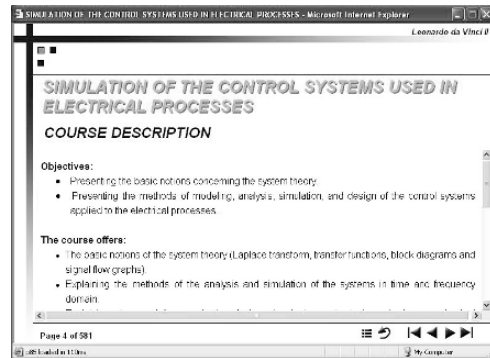 SIMULATION OF THE CONTROL SYSTEMS USED IN ELECTRICAL PROCESSES - Microsoft Internet Explorer
Leonardo da Vinci II
SIMULATION OF THE CONTROL SYSTEMS USED IN
ELECTRICAL PROCESSES
COURSE DESCRIPTION
Objectives:
• Presenting the basic notions concerning the system theory.
• Presenting the methods of modeling, analysis, simulation, and design of the control systems
applied to the electrical processes.
The course offers:
• The basic notions of the system theory (Laplace transform, transfer functions, block diagrams and
signal flow graphs).
• Explaining the methods of the analysis and simulation of the systems in time and frequency
domain.
Page 4 of 581
p85 loaded in 110ms
My Computer